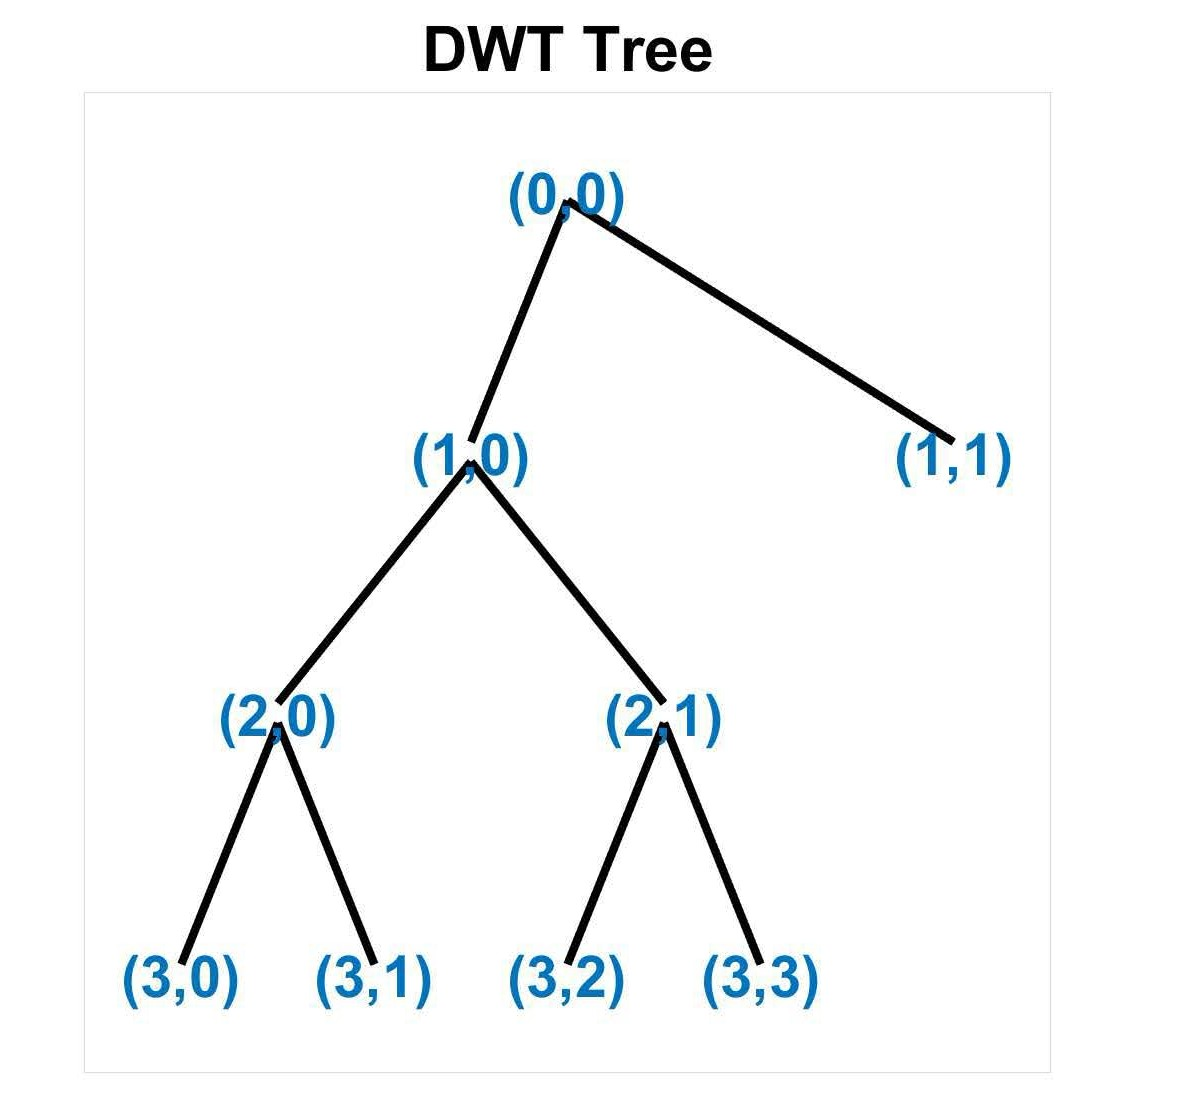 DWT Tree
(0,0)
(1,0) (1,1)
(2,0) (2,1)
(3,0) (3,1) (3,2) (3,3)